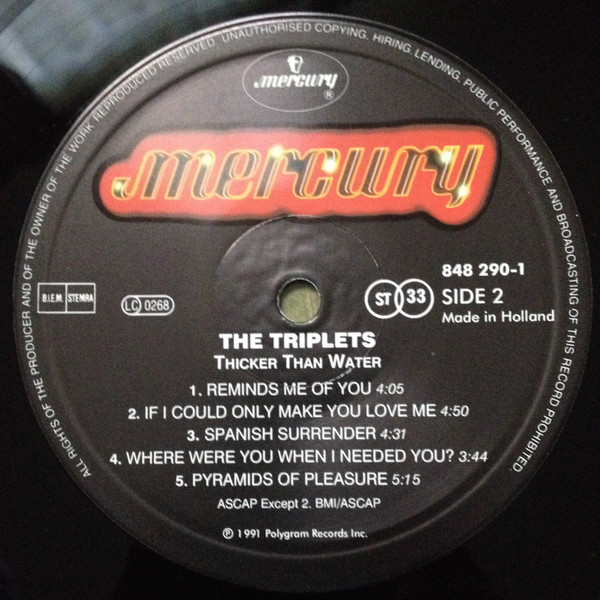 ALL RIGHTS OF THE PRODUCER AND OF THE OWNER OF THE WORK REPRODUCED RESERVED. UNAUTHORISED COPYING, HIRING, LENDING, PUBLIC PERFORMANCE AND BROADCASTING OF THIS RECORD PROHIBITED.
mercury ®
mercury
B.I.E.M. STEMRA
LC 0268
ST 33
848 290-1
SIDE 2
Made in Holland
THE TRIPLETS
THICKER THAN WATER
1. REMINDS ME OF YOU 4:05
2. IF I COULD ONLY MAKE YOU LOVE ME 4:50
3. SPANISH SURRENDER 4:31
4. WHERE WERE YOU WHEN I NEEDED YOU? 3:44
5. PYRAMIDS OF PLEASURE 5:15
ASCAP Except 2. BMI/ASCAP
℗ 1991 Polygram Records Inc.